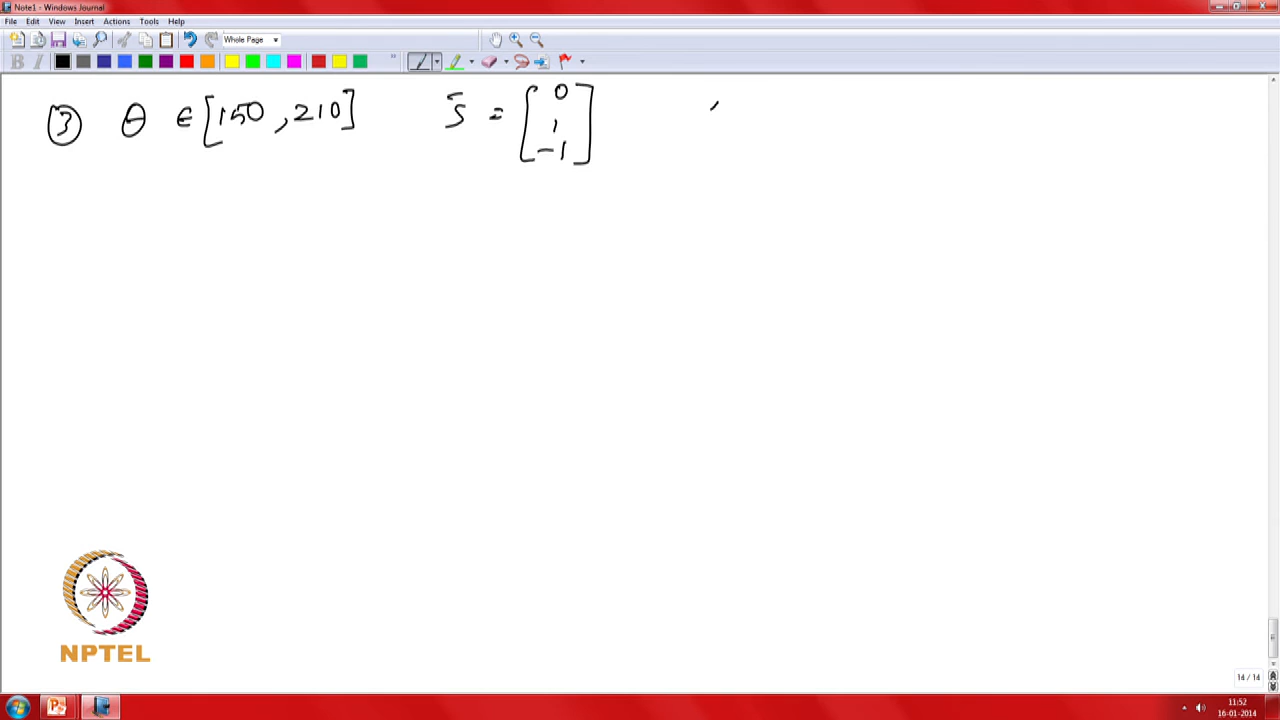 Note1 - Windows Journal
File Edit View Insert Actions Tools Help
Whole Page
B I
③ θ ∈ [150, 210] S̄ = [0
1
-1]
NPTEL
14 / 14
11:52
16-01-2014